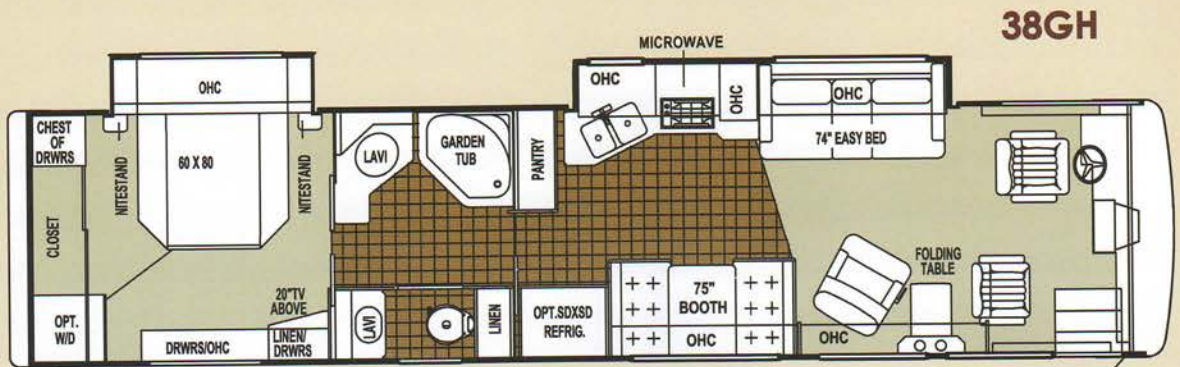 38GH
MICROWAVE
OHC
OHC
OHC
OHC
CHEST
OF
DRWRS
NITESTAND
60 X 80
NITESTAND
LAVI
GARDEN
TUB
PANTRY
74" EASY BED
CLOSET
20"TV
ABOVE
FOLDING
TABLE
OPT.
W/D
DRWRS/OHC
LINEN/
DRWRS
LAVI
LINEN
OPT.SDXSD
REFRIG.
75"
BOOTH
OHC
OHC